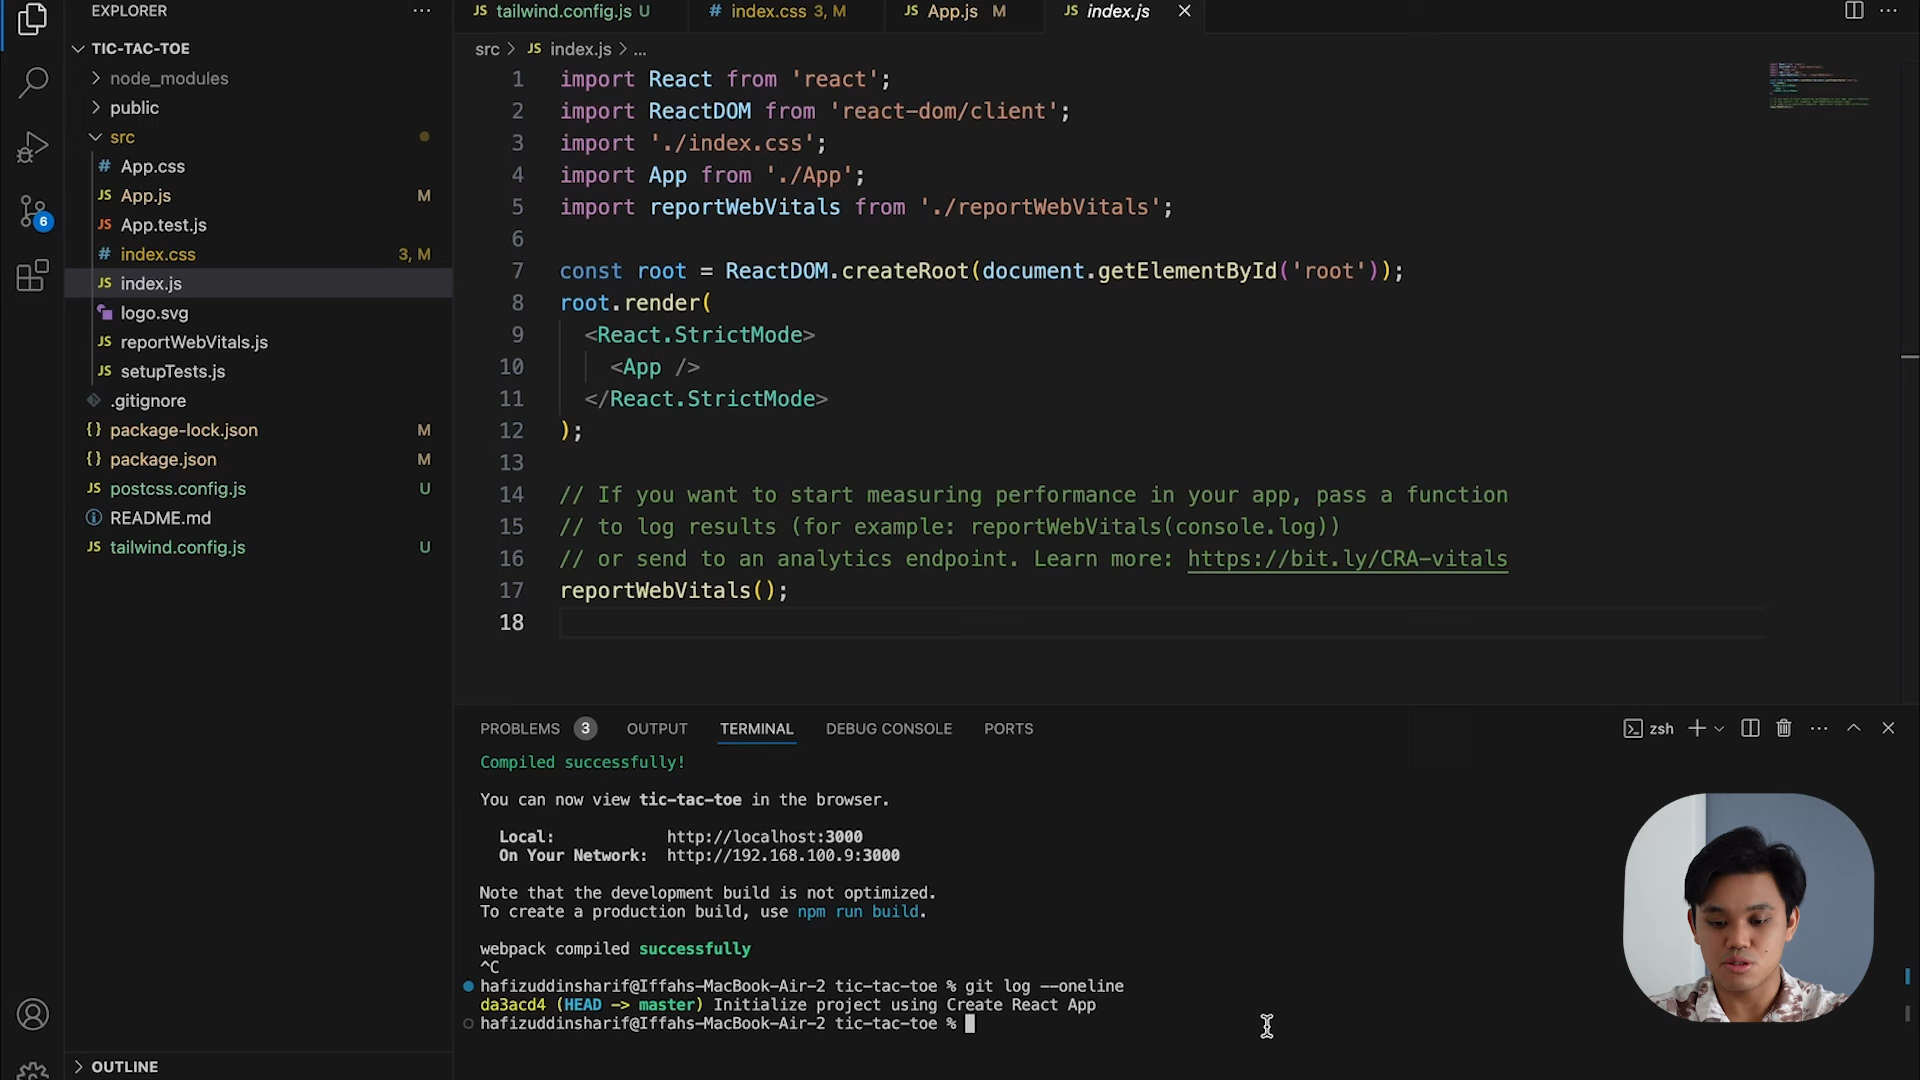 EXPLORER
TIC-TAC-TOE
node_modules
public
src
# App.css
JS App.js M
JS App.test.js
# index.css 3, M
JS index.js
logo.svg
JS reportWebVitals.js
JS setupTests.js
.gitignore
{} package-lock.json M
{} package.json M
JS postcss.config.js U
README.md
JS tailwind.config.js U
OUTLINE
6
JS tailwind.config.js U # index.css 3, M JS App.js M JS index.js
src > JS index.js > ...
1 import React from 'react';
2 import ReactDOM from 'react-dom/client';
3 import './index.css';
4 import App from './App';
5 import reportWebVitals from './reportWebVitals';
6
7 const root = ReactDOM.createRoot(document.getElementById('root'));
8 root.render(
9 <React.StrictMode>
10 <App />
11 </React.StrictMode>
12 );
13
14 // If you want to start measuring performance in your app, pass a function
15 // to log results (for example: reportWebVitals(console.log))
16 // or send to an analytics endpoint. Learn more: https://bit.ly/CRA-vitals
17 reportWebVitals();
18
PROBLEMS 3 OUTPUT TERMINAL DEBUG CONSOLE PORTS zsh
Compiled successfully!
You can now view tic-tac-toe in the browser.
Local: http://localhost:3000
On Your Network: http://192.168.100.9:3000
Note that the development build is not optimized.
To create a production build, use npm run build.
webpack compiled successfully
^C
hafizuddinsharif@Iffahs-MacBook-Air-2 tic-tac-toe % git log --oneline
da3acd4 (HEAD -> master) Initialize project using Create React App
hafizuddinsharif@Iffahs-MacBook-Air-2 tic-tac-toe %